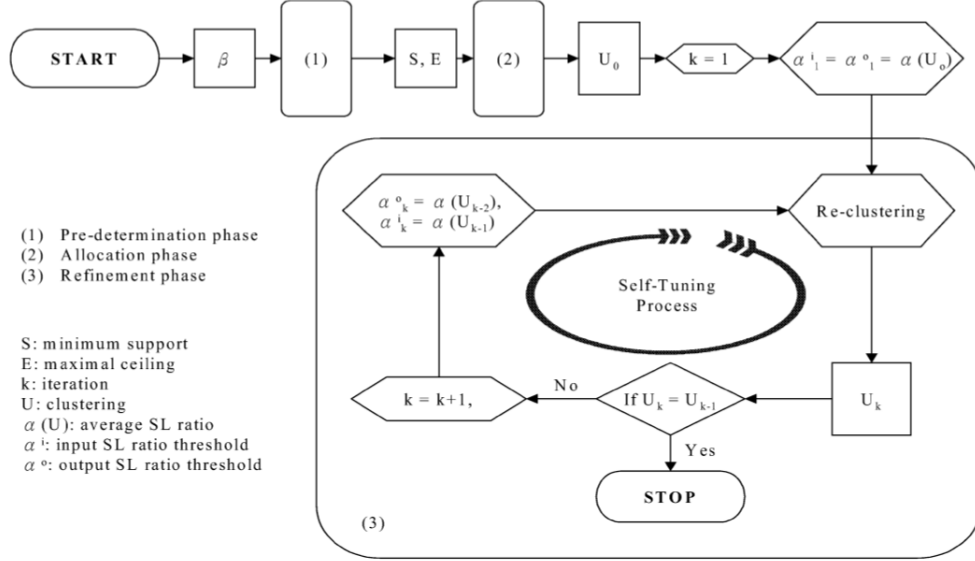 START
β
(1)
S, E
(2)
U₀
k = 1
α ⁱ₁ = α ᵒ₁ = α (Uₒ)
α ᵒₖ = α (Uₖ₋₂),
α ⁱₖ = α (Uₖ₋₁)
Re-clustering
(1) Pre-determination phase
(2) Allocation phase
(3) Refinement phase
Self-Tuning
Process
S: minimum support
E: maximal ceiling
k: iteration
U: clustering
α (U): average SL ratio
α ⁱ: input SL ratio threshold
α ᵒ: output SL ratio threshold
k = k+1,
No
If Uₖ = Uₖ₋₁
Uₖ
Yes
STOP
(3)